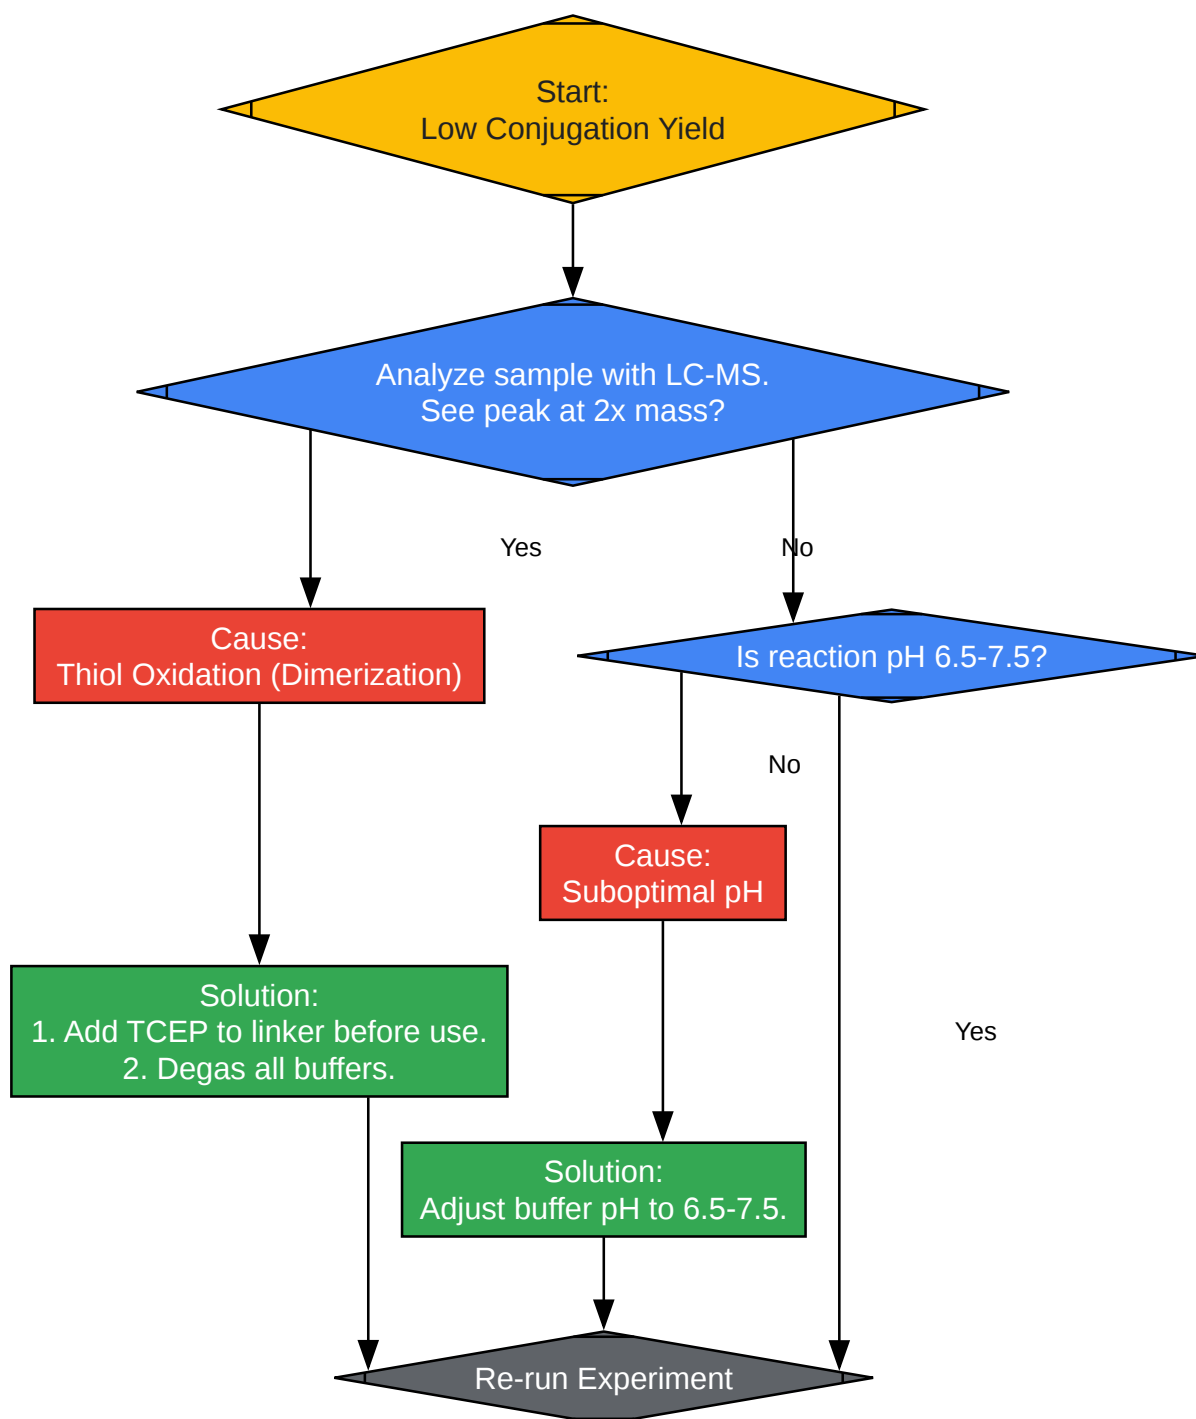 Start:
Low Conjugation Yield
Analyze sample with LC-MS.
See peak at 2x mass?
Yes
No
Cause:
Thiol Oxidation (Dimerization)
Is reaction pH 6.5-7.5?
No
Cause:
Suboptimal pH
Solution:
1. Add TCEP to linker before use.
2. Degas all buffers.
Yes
Solution:
Adjust buffer pH to 6.5-7.5.
Re-run Experiment